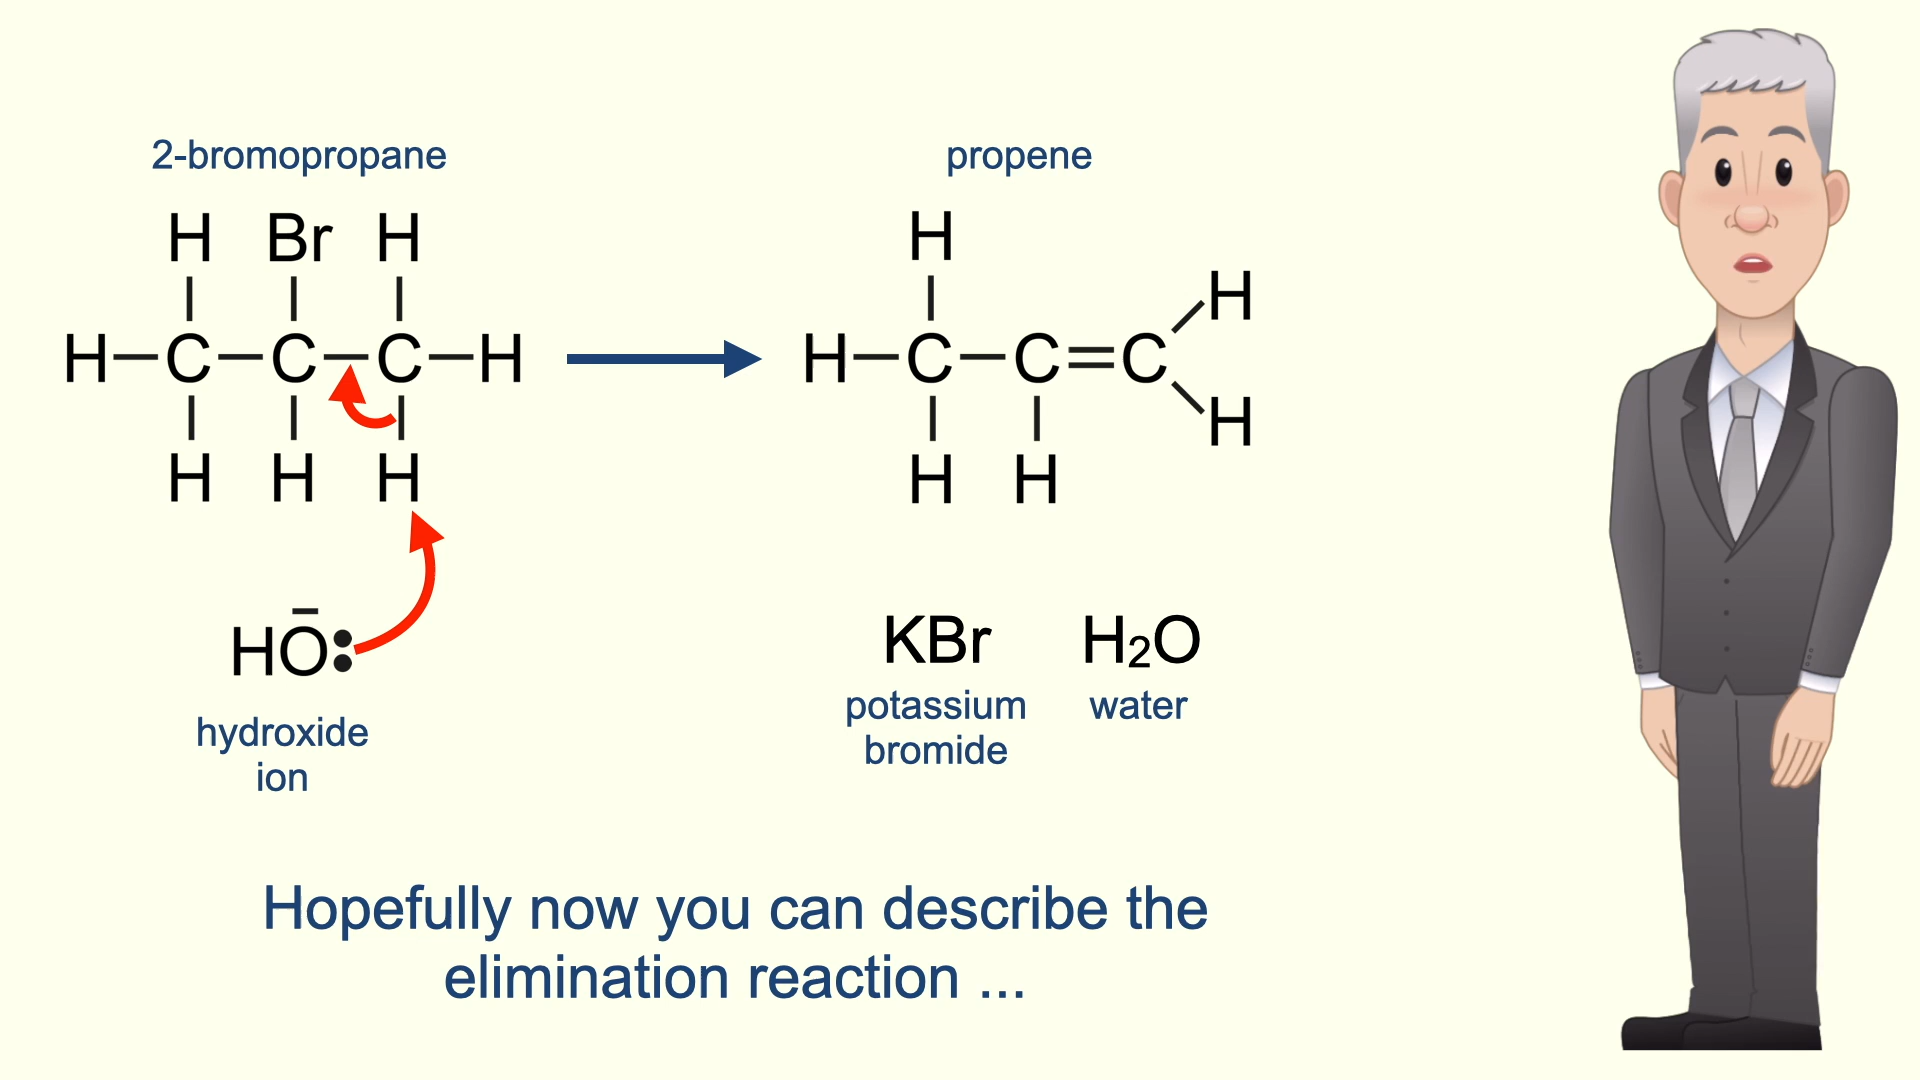 2-bromopropane
propene
H Br H
H–C–C–C–H
H H H
H
H
H–C–C=C
H
H H
HO:
hydroxide
ion
KBr
potassium
bromide
H₂O
water
Hopefully now you can describe the
elimination reaction ...